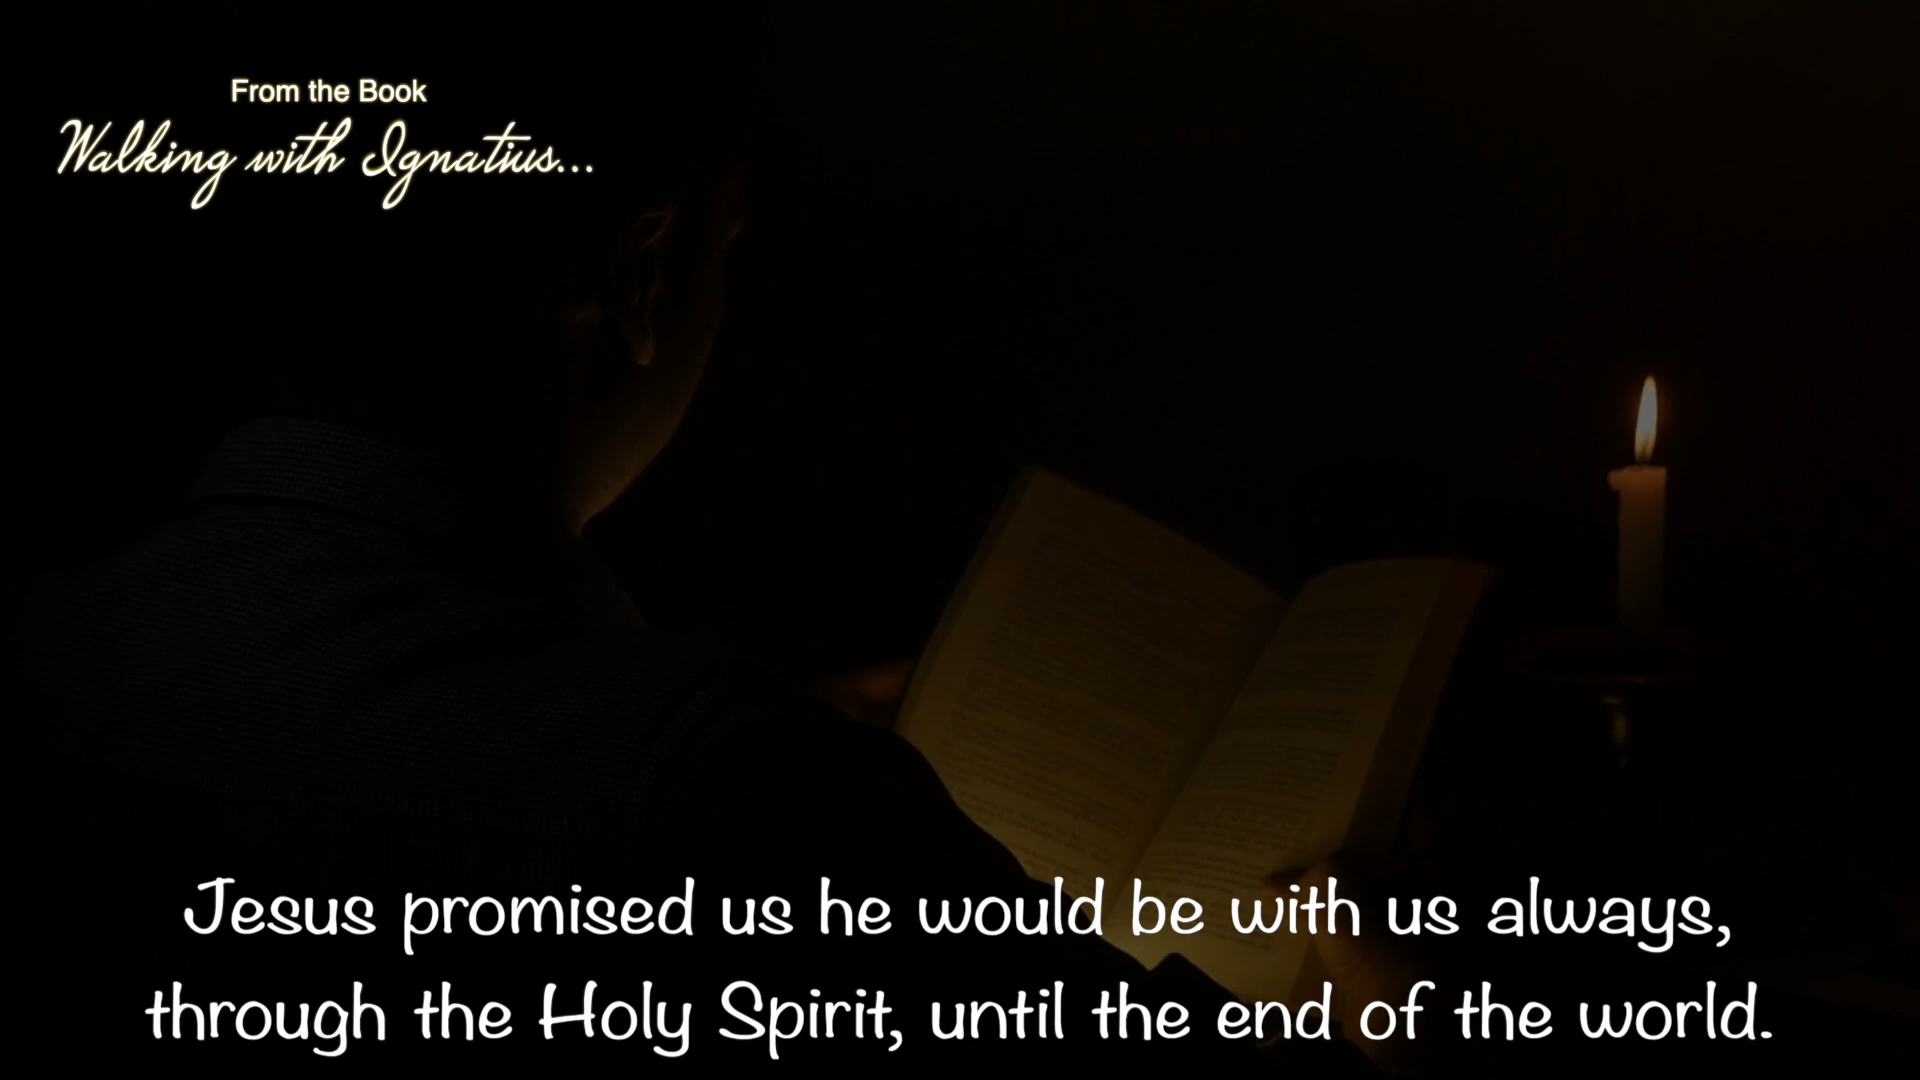 From the Book
Walking with Ignatius...
Jesus promised us he would be with us always,
through the Holy Spirit, until the end of the world.